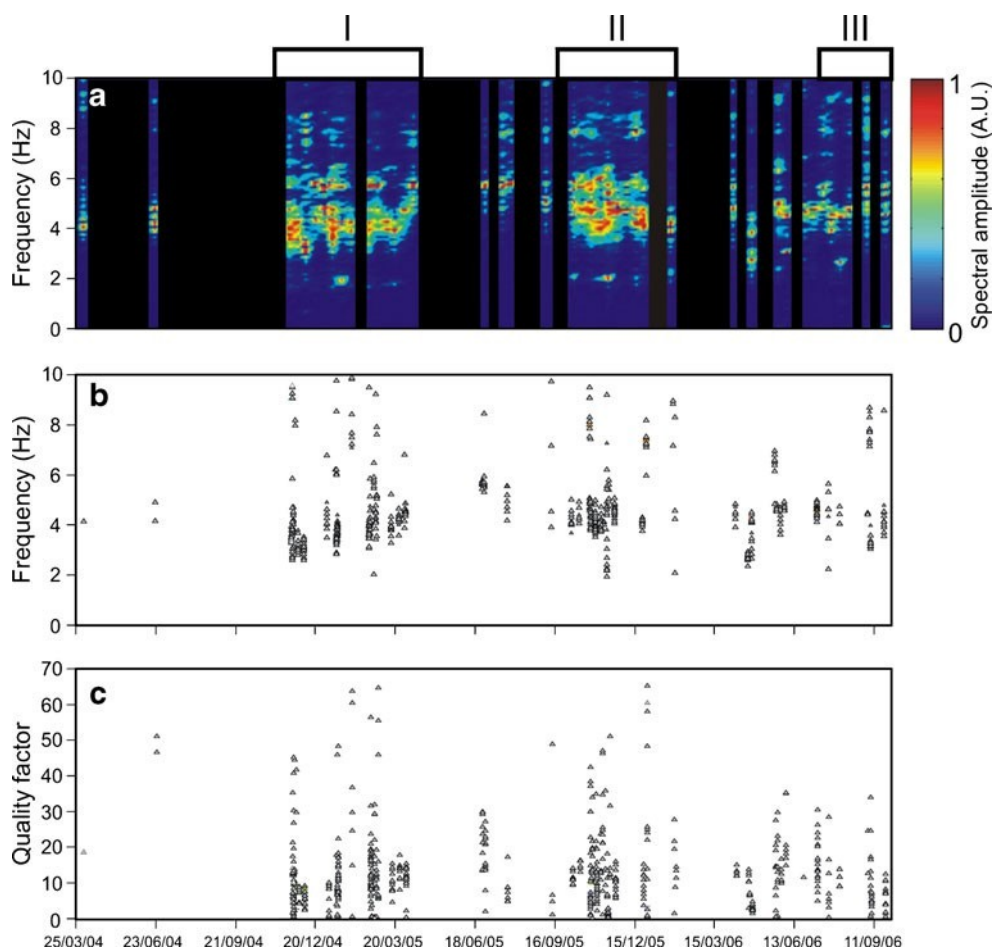 I II III
a
10
8
6
4
2
0
Frequency (Hz)
1
0
Spectral amplitude (A.U.)
b
10
8
6
4
2
0
Frequency (Hz)
c
70
60
50
40
30
20
10
0
Quality factor
25/03/04 23/06/04 21/09/04 20/12/04 20/03/05 18/06/05 16/09/05 15/12/05 15/03/06 13/06/06 11/09/06